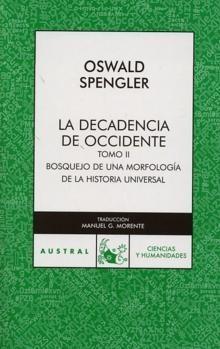 OSWALD
SPENGLER
LA DECADENCIA
DE OCCIDENTE
TOMO II
BOSQUEJO DE UNA MORFOLOGÍA
DE LA HISTORIA UNIVERSAL
TRADUCCIÓN
MANUEL G. MORENTE
AUSTRAL
CIENCIAS
Y HUMANIDADES